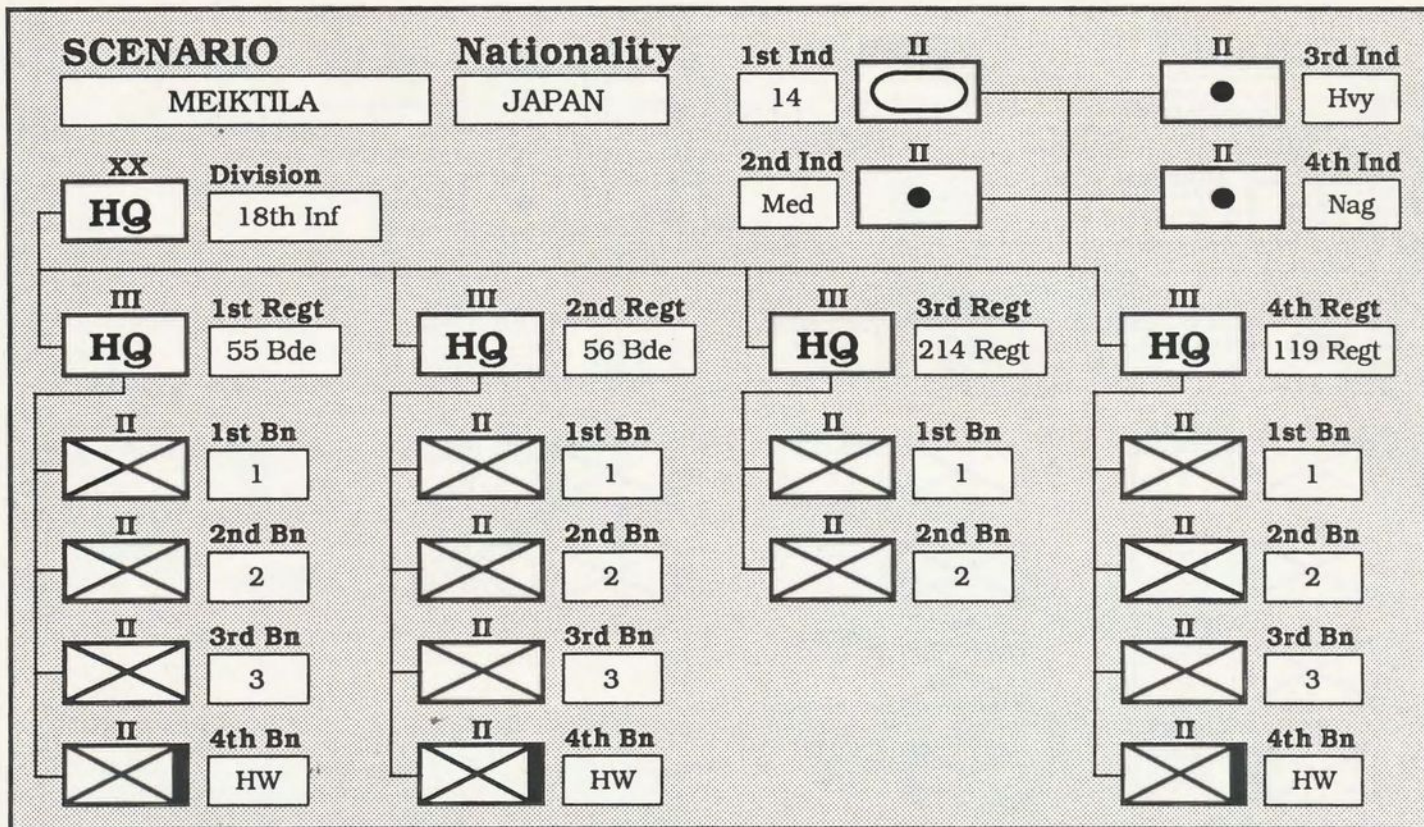 SCENARIO Nationality
MEIKTILA JAPAN
1st Ind II II 3rd Ind
14 Hvy
2nd Ind II II 4th Ind
Med Nag
XX Division
HQ 18th Inf
III 1st Regt III 2nd Regt III 3rd Regt III 4th Regt
HQ 55 Bde HQ 56 Bde HQ 214 Regt HQ 119 Regt
II 1st Bn II 1st Bn II 1st Bn II 1st Bn
1 1 1 1
II 2nd Bn II 2nd Bn II 2nd Bn II 2nd Bn
2 2 2 2
II 3rd Bn II 3rd Bn II 3rd Bn
3 3 3
II 4th Bn II 4th Bn II 4th Bn
HW HW HW